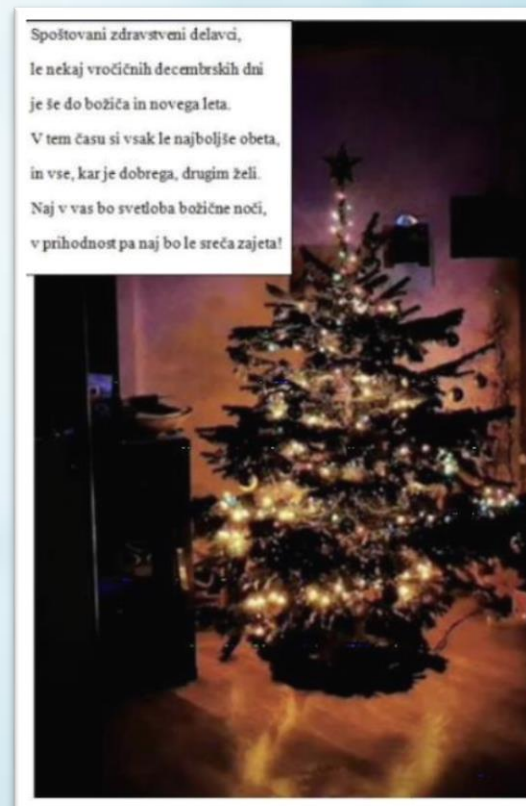 Spoštovani zdravstveni delavci,
le nekaj vročičnih decembrskih dni
je še do božiča in novega leta.
V tem času si vsak le najboljše obeta,
in vse, kar je dobrega, drugim želi.
Naj v vas bo svetloba božične noči,
v prihodnost pa naj bo le sreča zajeta!